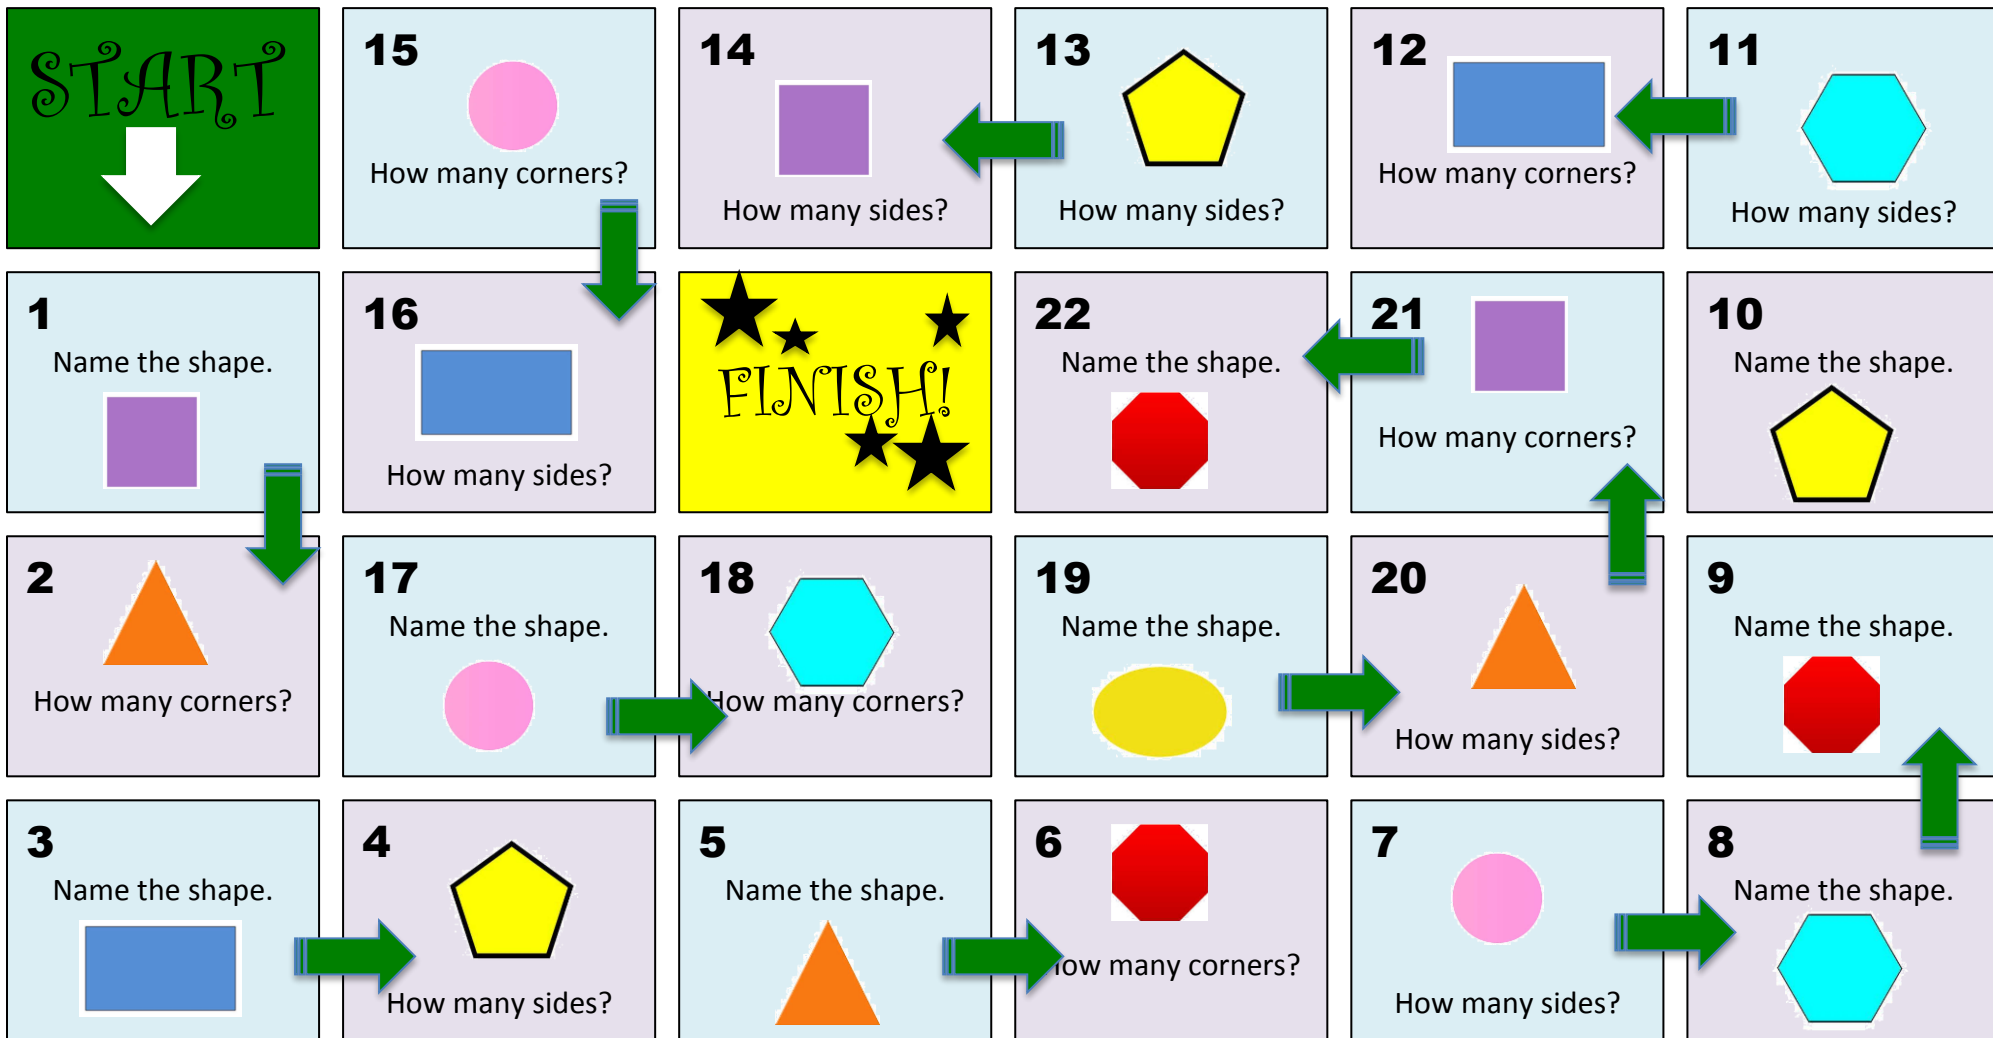 START
15
How many corners?
14
How many sides?
13
How many sides?
12
How many corners?
11
How many sides?
1
Name the shape.
16
How many sides?
FINISH!
22
Name the shape.
21
How many corners?
10
Name the shape.
2
How many corners?
17
Name the shape.
18
How many corners?
19
Name the shape.
20
How many sides?
9
Name the shape.
3
Name the shape.
4
How many sides?
5
Name the shape.
6
How many corners?
7
How many sides?
8
Name the shape.